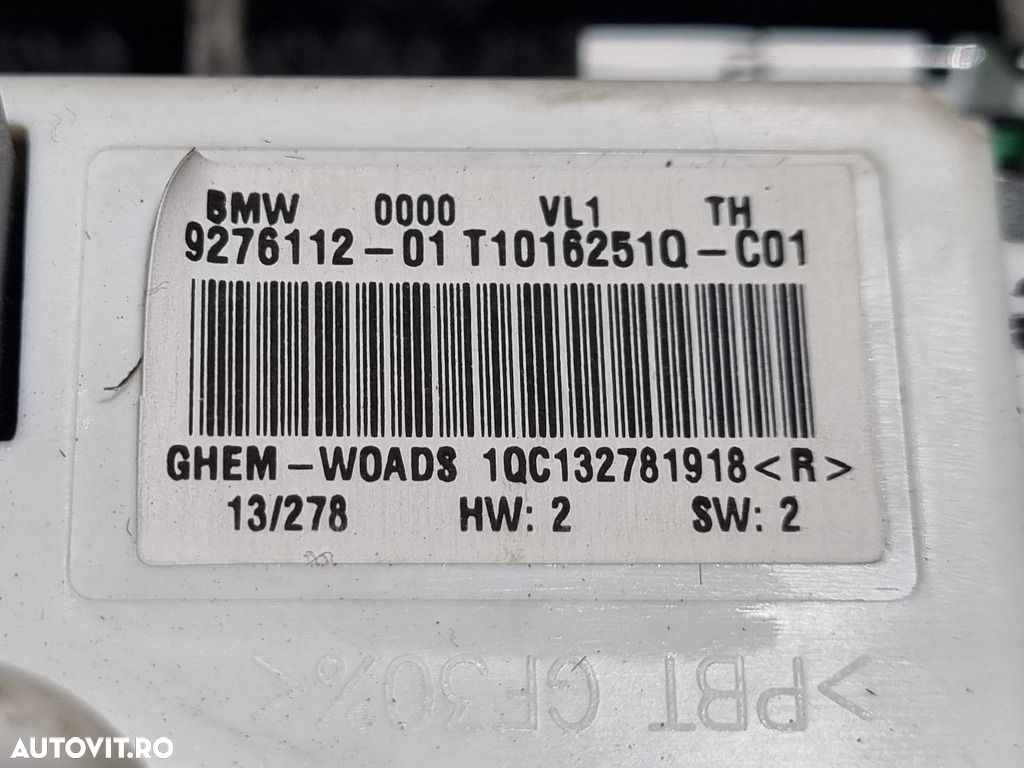 BMW 0000 VL1 TH
9276112-01 T1016251Q-C01
GHEM-WOADS 1QC132781918<R>
13/278 HW: 2 SW: 2
>PBT GF30%<
AUTOVIT.RO